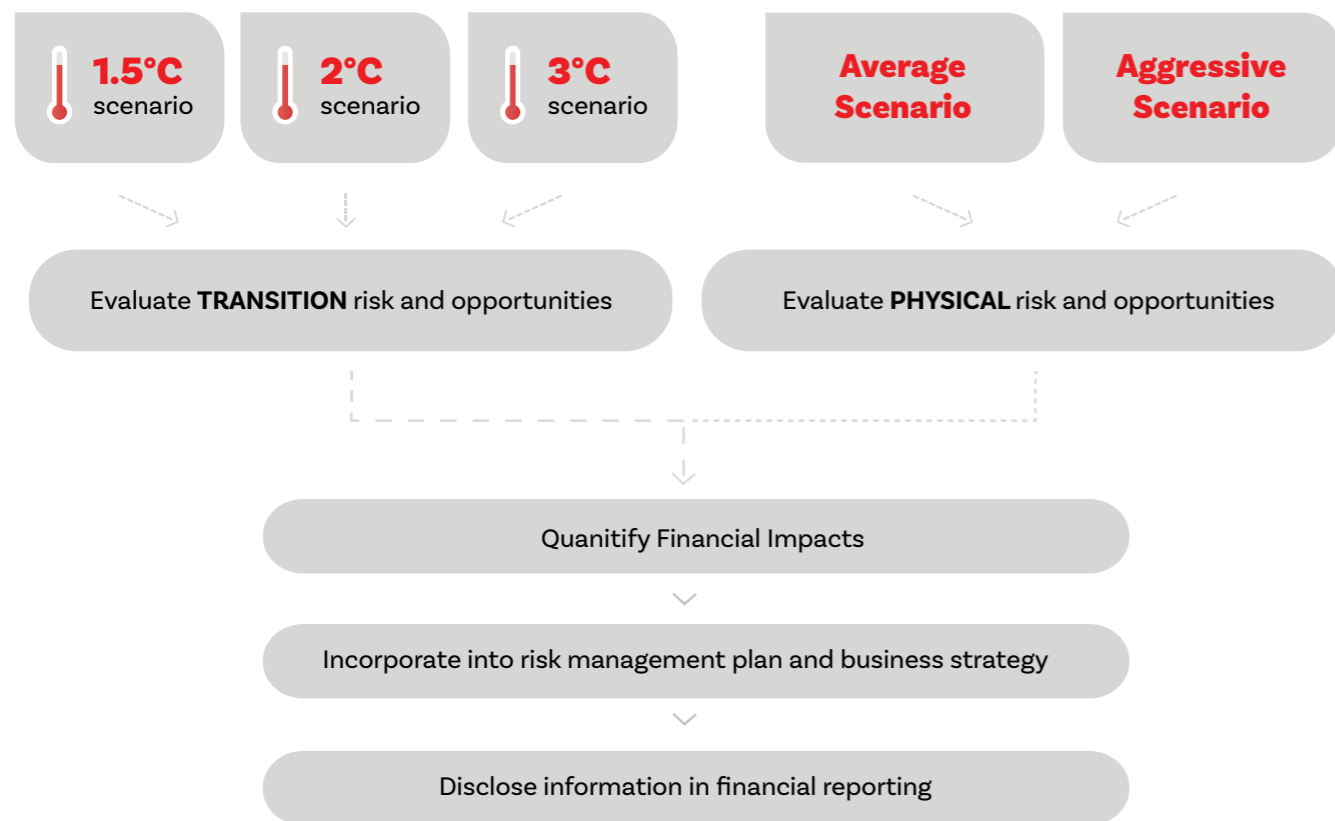 1.5°C
scenario
2°C
scenario
3°C
scenario
Average
Scenario
Aggressive
Scenario
Evaluate TRANSITION risk and opportunities
Evaluate PHYSICAL risk and opportunities
Quanitify Financial Impacts
Incorporate into risk management plan and business strategy
Disclose information in financial reporting